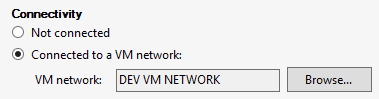 Connectivity
Not connected
Connected to a VM network:
VM network: DEV VM NETWORK Browse...